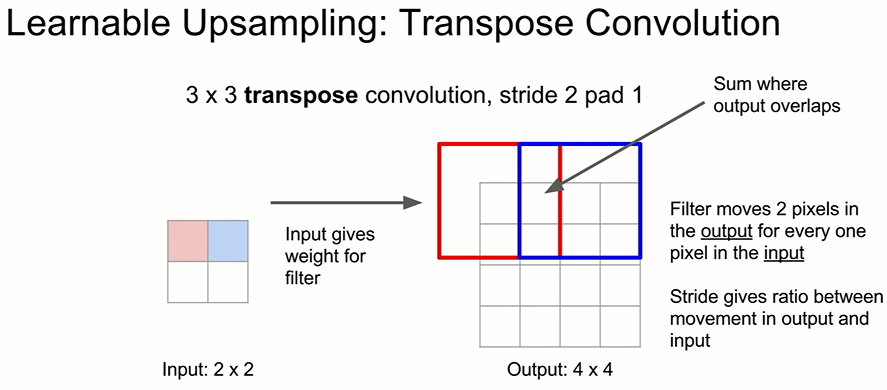 Learnable Upsampling: Transpose Convolution
3 x 3 transpose convolution, stride 2 pad 1
Sum where
output overlaps
Input gives
weight for
filter
Filter moves 2 pixels in
the output for every one
pixel in the input
Stride gives ratio between
movement in output and
input
Input: 2 x 2
Output: 4 x 4